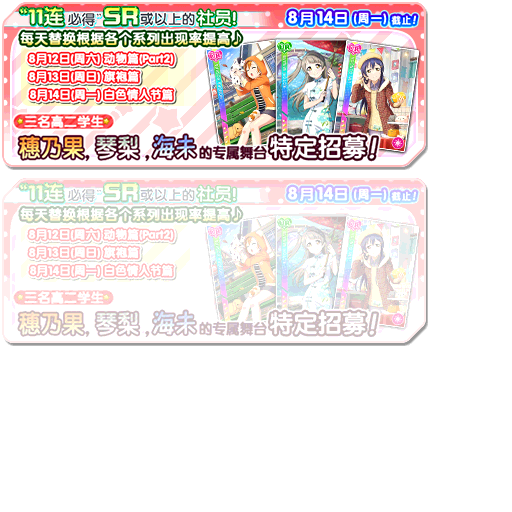 “11连必得”SR或以上的社员!
8月14日(周一)截止!
每天替换根据各个系列出现率提高♪
8月12日(周六)动物篇(Part2)
8月13日(周日)旗袍篇
8月14日(周一)白色情人节篇
三名高二学生
穗乃果,琴梨,海未的专属舞台特定招募!
“11连必得”SR或以上的社员!
8月14日(周一)截止!
每天替换根据各个系列出现率提高♪
8月12日(周六)动物篇(Part2)
8月13日(周日)旗袍篇
8月14日(周一)白色情人节篇
三名高二学生
穗乃果,琴梨,海未的专属舞台特定招募!